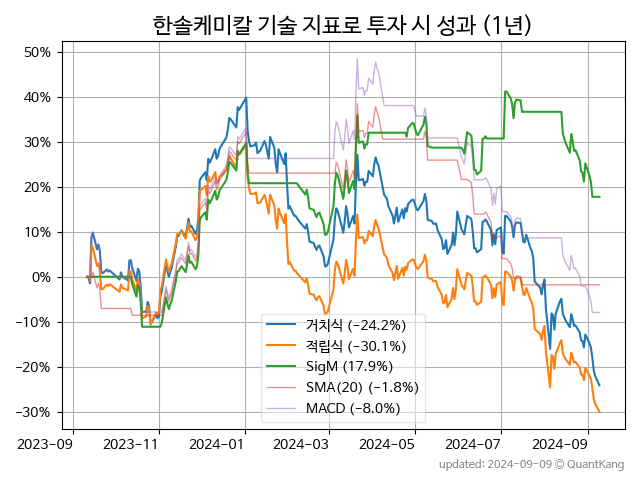 한솔케미칼 기술 지표로 투자 시 성과 (1년)
50%
40%
30%
20%
10%
0%
−10%
−20%
−30%
거치식 (−24.2%)
적립식 (−30.1%)
SigM (17.9%)
SMA(20) (−1.8%)
MACD (−8.0%)
2023-09
2023-11
2024-01
2024-03
2024-05
2024-07
2024-09
updated: 2024-09-09 © QuantKang